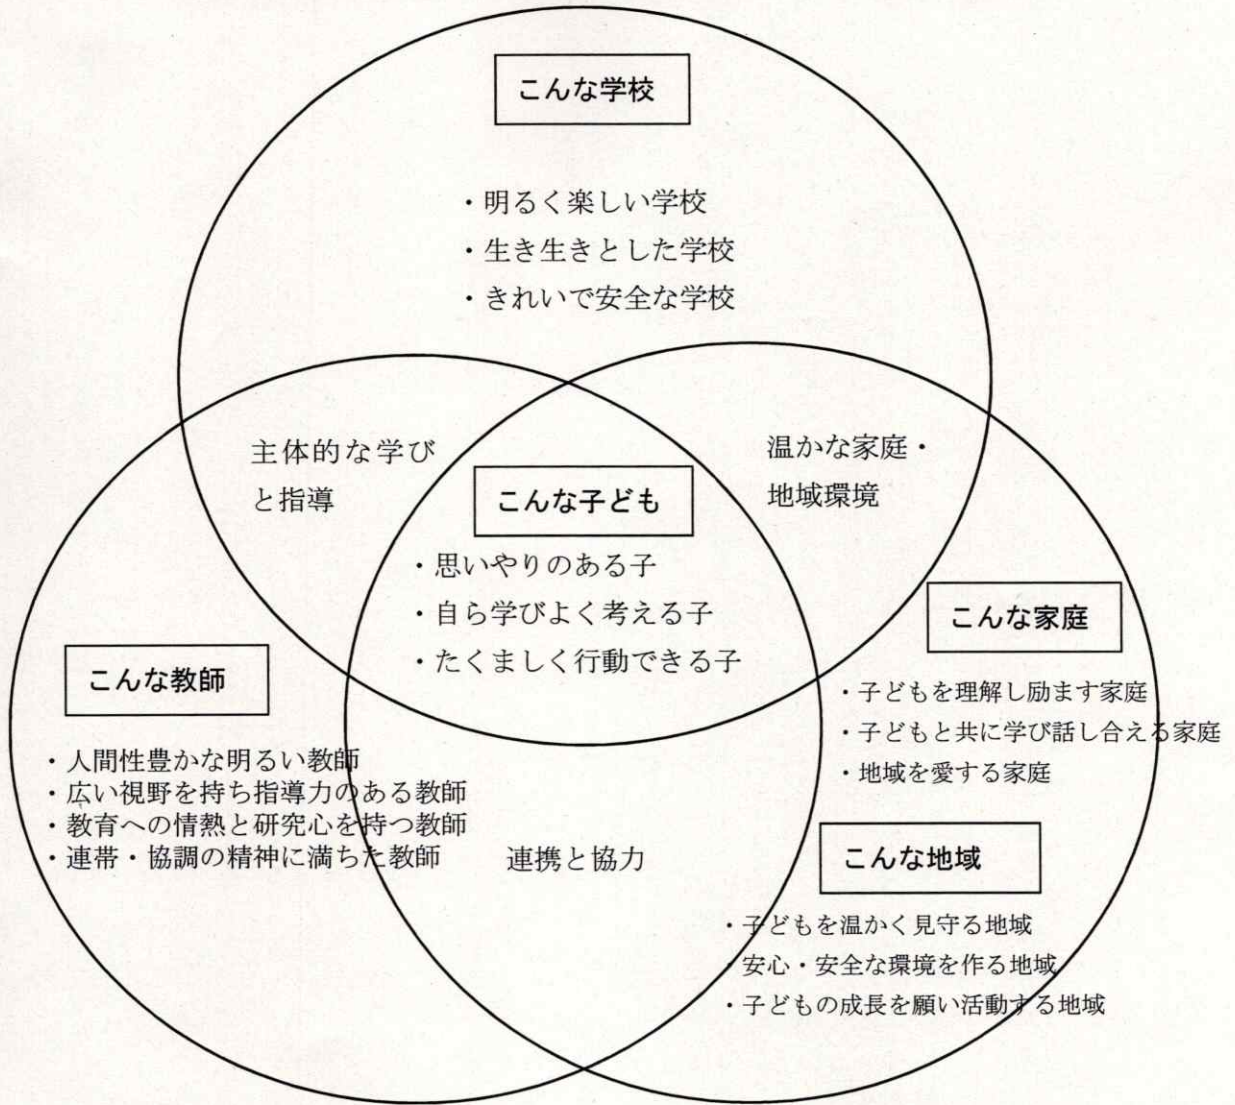 こんな学校
・明るく楽しい学校
・生き生きとした学校
・きれいで安全な学校
主体的な学び
と指導
温かな家庭・
地域環境
こんな子ども
・思いやりのある子
・自ら学びよく考える子
・たくましく行動できる子
こんな教師
・人間性豊かな明るい教師
・広い視野を持ち指導力のある教師
・教育への情熱と研究心を持つ教師
・連帯・協調の精神に満ちた教師
連携と協力
こんな家庭
・子どもを理解し励ます家庭
・子どもと共に学び話し合える家庭
・地域を愛する家庭
こんな地域
・子どもを温かく見守る地域
・安心・安全な環境を作る地域
・子どもの成長を願い活動する地域